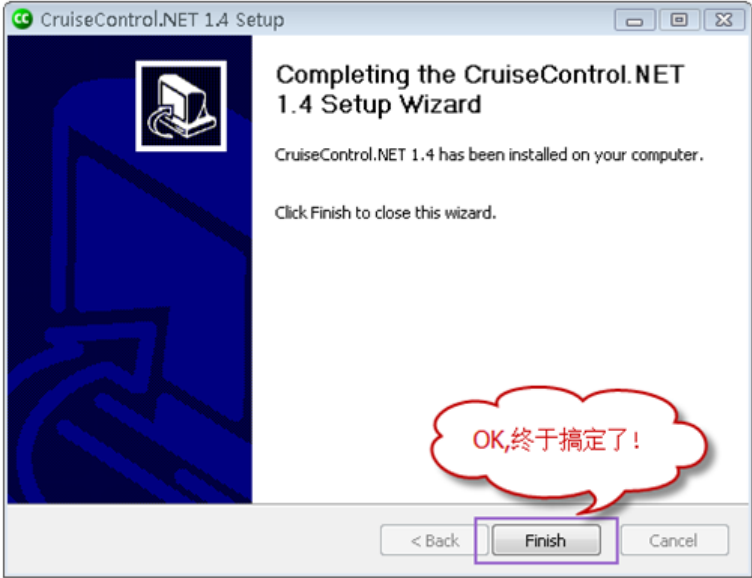 CruiseControl.NET 1.4 Setup
Completing the CruiseControl.NET
1.4 Setup Wizard
CruiseControl.NET 1.4 has been installed on your computer.
Click Finish to close this wizard.
OK,终于搞定了!
< Back
Finish
Cancel